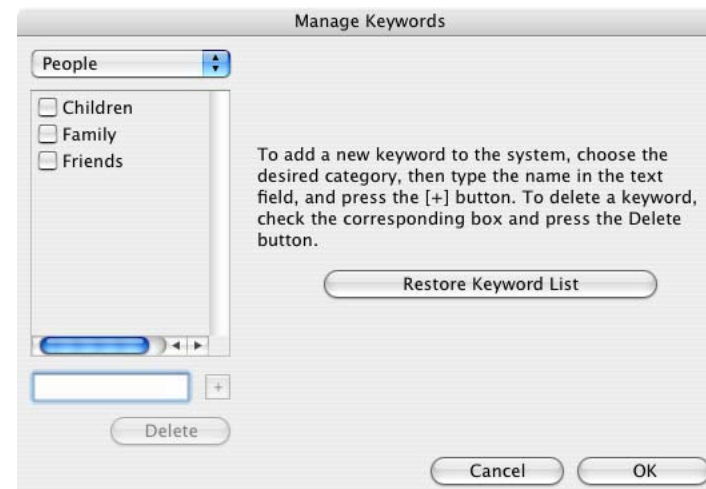 Manage Keywords
People
Children
Family
Friends
To add a new keyword to the system, choose the
desired category, then type the name in the text
field, and press the [+] button. To delete a keyword,
check the corresponding box and press the Delete
button.
Restore Keyword List
+
Delete
Cancel
OK